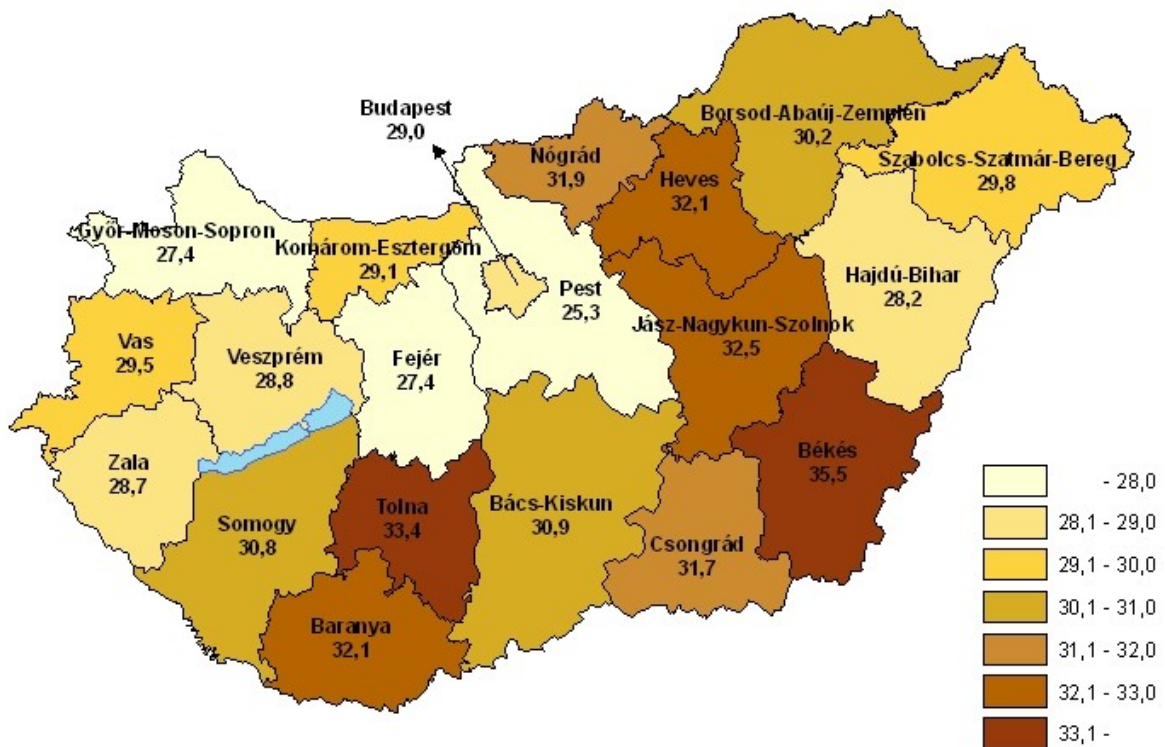 Budapest
29,0
Borsod-Abaúj-Zemplén
30,2
Nógrád
31,9
Szabolcs-Szatmár-Bereg
29,8
Heves
32,1
Győr-Moson-Sopron
27,4
Komárom-Esztergom
29,1
Hajdú-Bihar
28,2
Pest
25,3
Jász-Nagykun-Szolnok
32,5
Vas
29,5
Veszprém
28,8
Fejér
27,4
Békés
35,5
Zala
28,7
Tolna
33,4
Bács-Kiskun
30,9
Somogy
30,8
Csongrád
31,7
Baranya
32,1
- 28,0
28,1 - 29,0
29,1 - 30,0
30,1 - 31,0
31,1 - 32,0
32,1 - 33,0
33,1 -